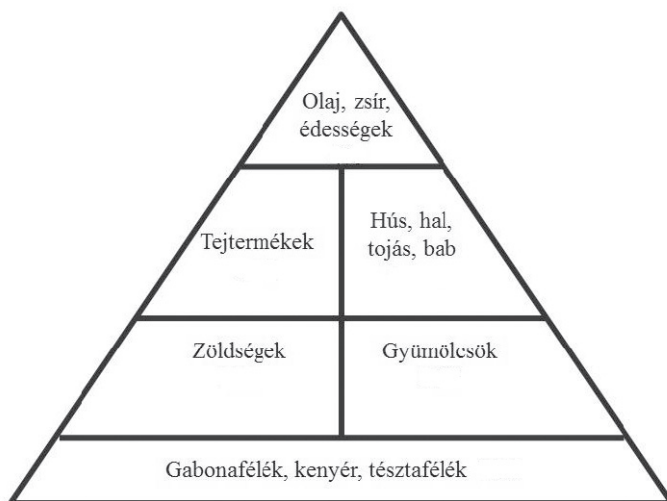 Olaj, zsír,
édességek
Tejtermékek
Hús, hal,
tojás, bab
Zöldségek
Gyümölcsök
Gabonafélék, kenyér, tésztafélék